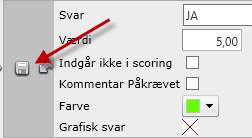 Svar JA
Værdi 5,00
Indgår ikke i scoring
Kommentar Påkrævet
Farve
Grafisk svar